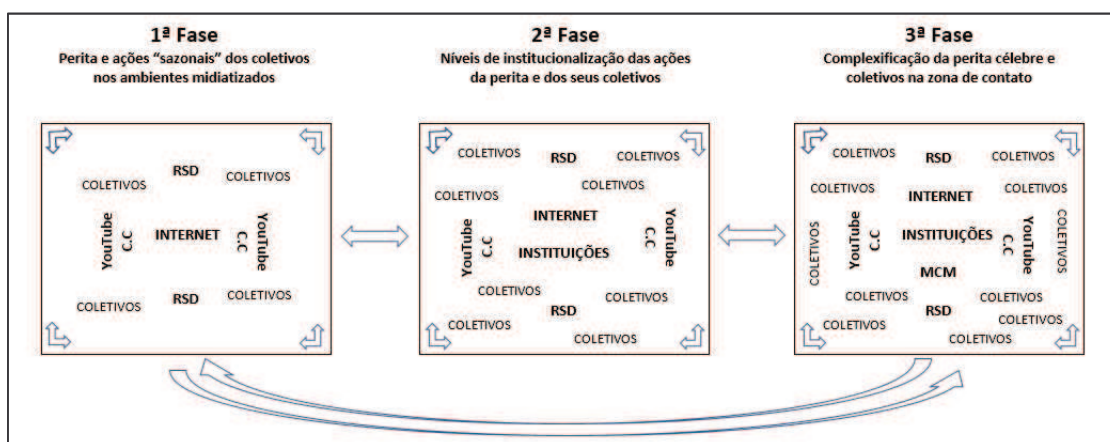 1ª Fase
Perita e ações “sazonais” dos coletivos
nos ambientes midiatizados
RSD
COLETIVOS
COLETIVOS
YouTube
C.C
INTERNET
YouTube
C.C
COLETIVOS
COLETIVOS
RSD
2ª Fase
Níveis de institucionalização das ações
da perita e dos seus coletivos
COLETIVOS
RSD
COLETIVOS
COLETIVOS
COLETIVOS
INTERNET
YouTube
C.C
INSTITUIÇÕES
YouTube
C.C
COLETIVOS
COLETIVOS
RSD
COLETIVOS
COLETIVOS
3ª Fase
Complexificação da perita célebre e
coletivos na zona de contato
COLETIVOS
RSD
COLETIVOS
COLETIVOS
INTERNET
COLETIVOS
COLETIVOS
YouTube
C.C
INSTITUIÇÕES
YouTube
C.C
COLETIVOS
MCM
COLETIVOS
COLETIVOS
RSD
COLETIVOS
COLETIVOS
COLETIVOS